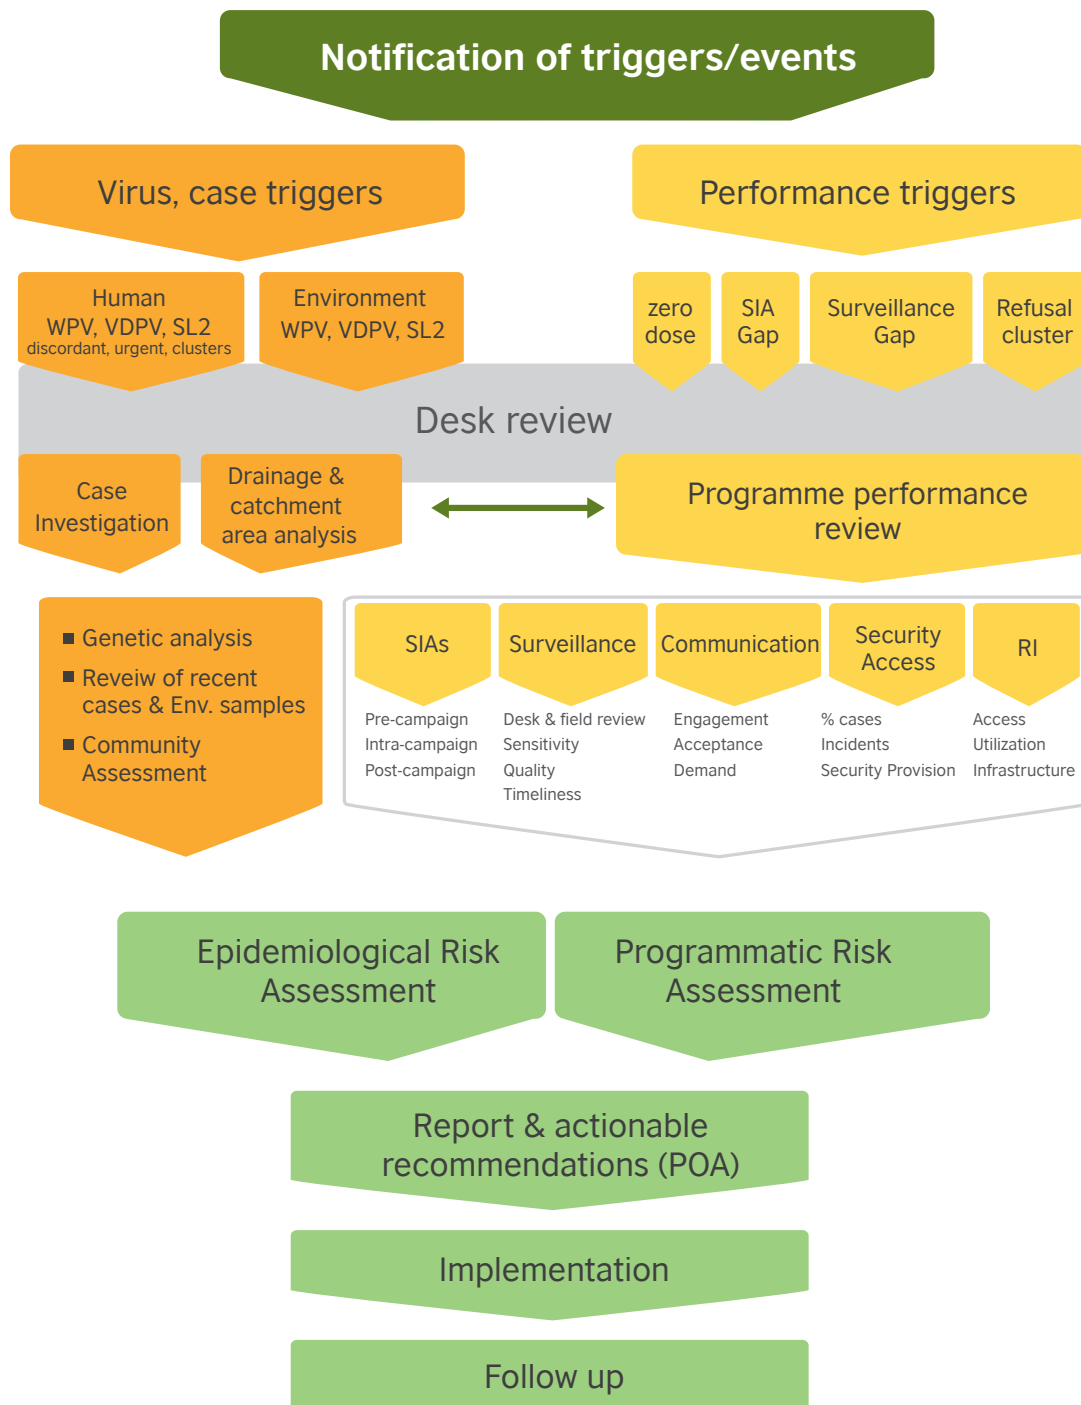 Notification of triggers/events
Virus, case triggers
Performance triggers
Human
WPV, VDPV, SL2
discordant, urgent, clusters
Environment
WPV, VDPV, SL2
zero
dose
SIA
Gap
Surveillance
Gap
Refusal
cluster
Desk review
Case
Investigation
Drainage &
catchment
area analysis
Programme performance
review
Genetic analysis
Reveiw of recent
cases & Env. samples
Community
Assessment
SIAs
Pre-campaign
Intra-campaign
Post-campaign
Surveillance
Desk & field review
Sensitivity
Quality
Timeliness
Communication
Engagement
Acceptance
Demand
Security
Access
% cases
Incidents
Security Provision
RI
Access
Utilization
Infrastructure
Epidemiological Risk
Assessment
Programmatic Risk
Assessment
Report & actionable
recommendations (POA)
Implementation
Follow up